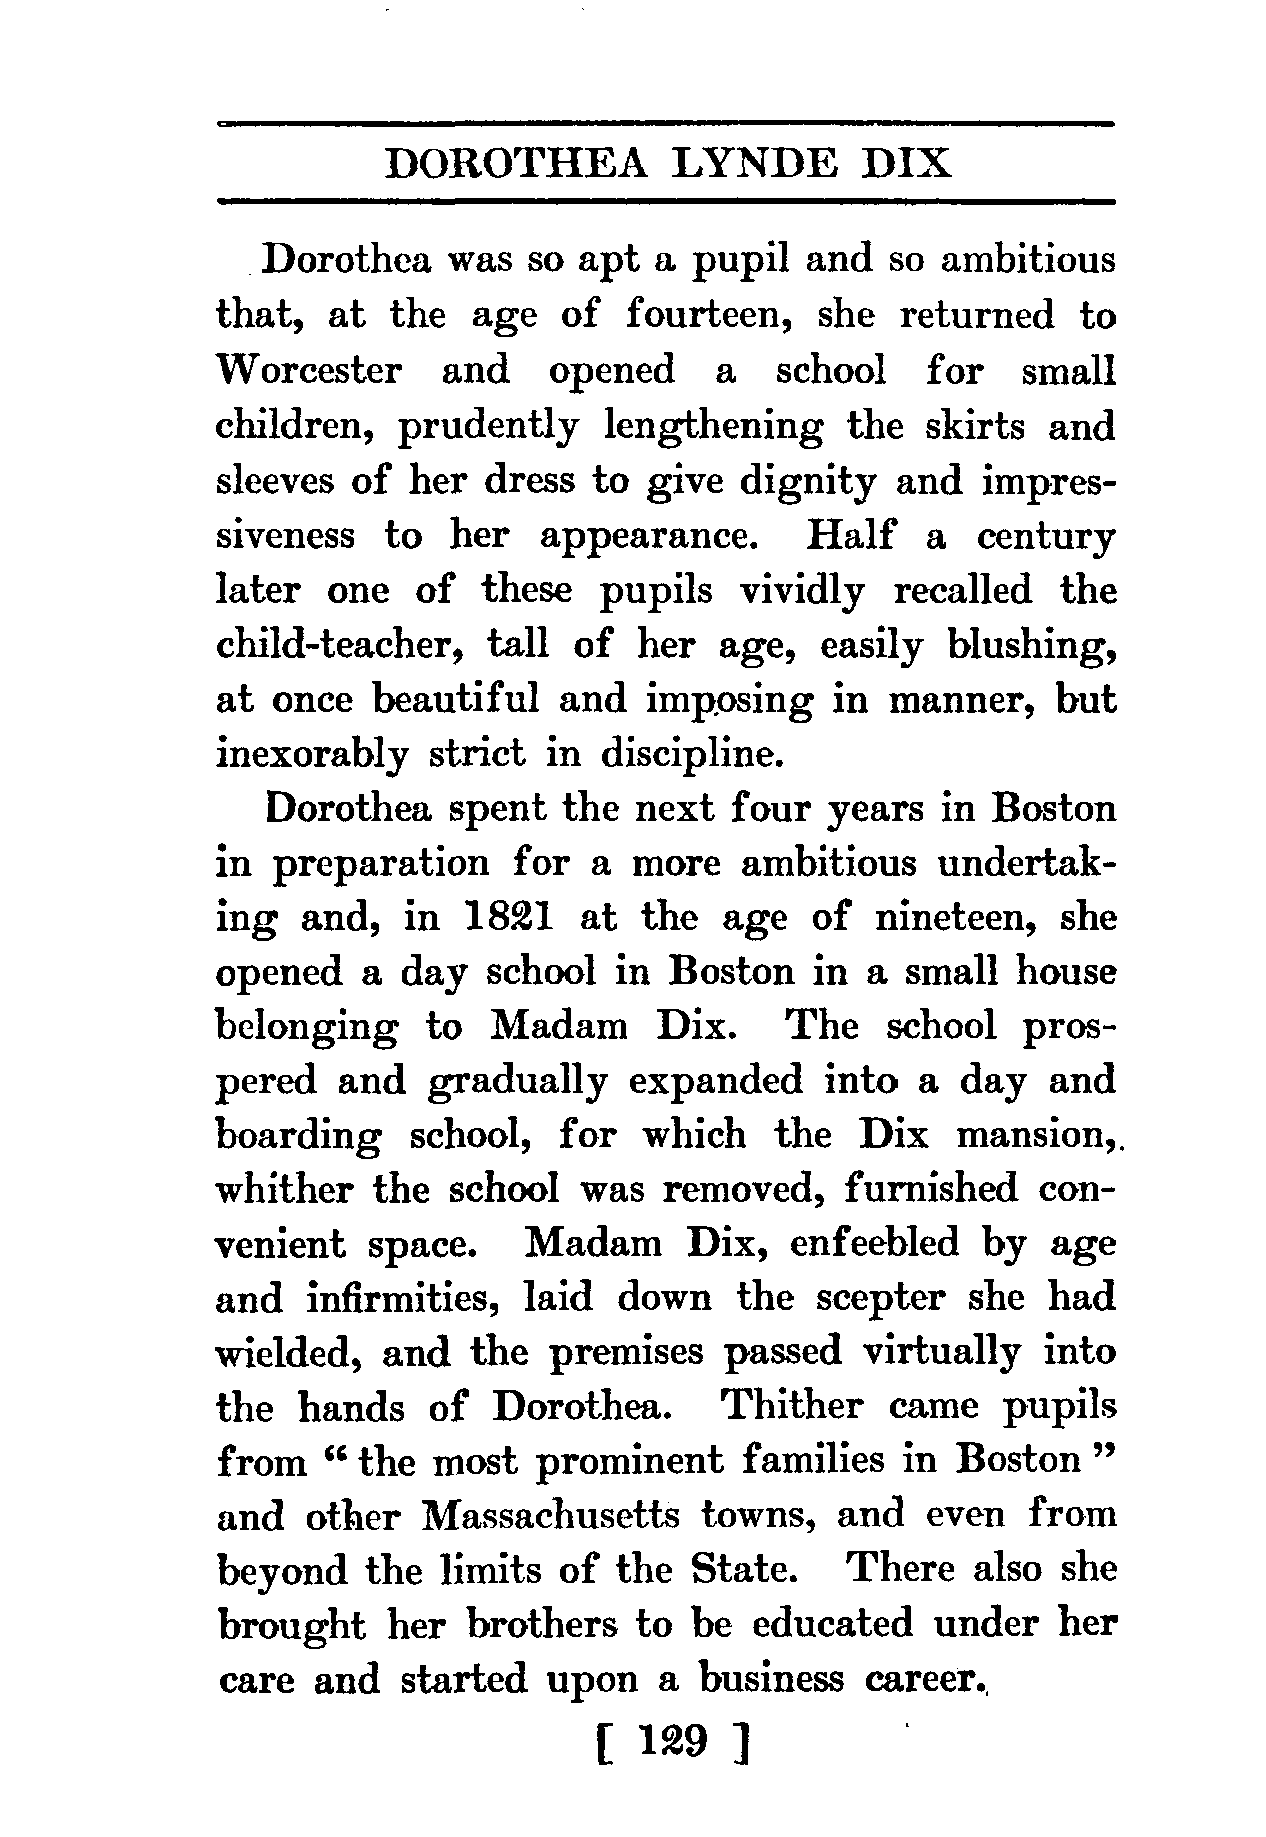 DOROTHEA LYNDE DIX
Dorothea was so apt a pupil and so ambitious
that, at the age of fourteen, she returned to
Worcester and opened a school for small
children, prudently lengthening the skirts and
sleeves of her dress to give dignity and impres-
siveness to her appearance. Half a century
later one of these pupils vividly recalled the
child-teacher, tall of her age, easily blushing,
at once beautiful and imposing in manner, but
inexorably strict in discipline.
Dorothea spent the next four years in Boston
in preparation for a more ambitious undertak-
ing and, in 1821 at the age of nineteen, she
opened a day school in Boston in a small house
belonging to Madam Dix. The school pros-
pered and gradually expanded into a day and
boarding school, for which the Dix mansion,
whither the school was removed, furnished con-
venient space. Madam Dix, enfeebled by age
and infirmities, laid down the scepter she had
wielded, and the premises passed virtually into
the hands of Dorothea. Thither came pupils
from “ the most prominent families in Boston ”
and other Massachusetts towns, and even from
beyond the limits of the State. There also she
brought her brothers to be educated under her
care and started upon a business career.
[ 129 ]